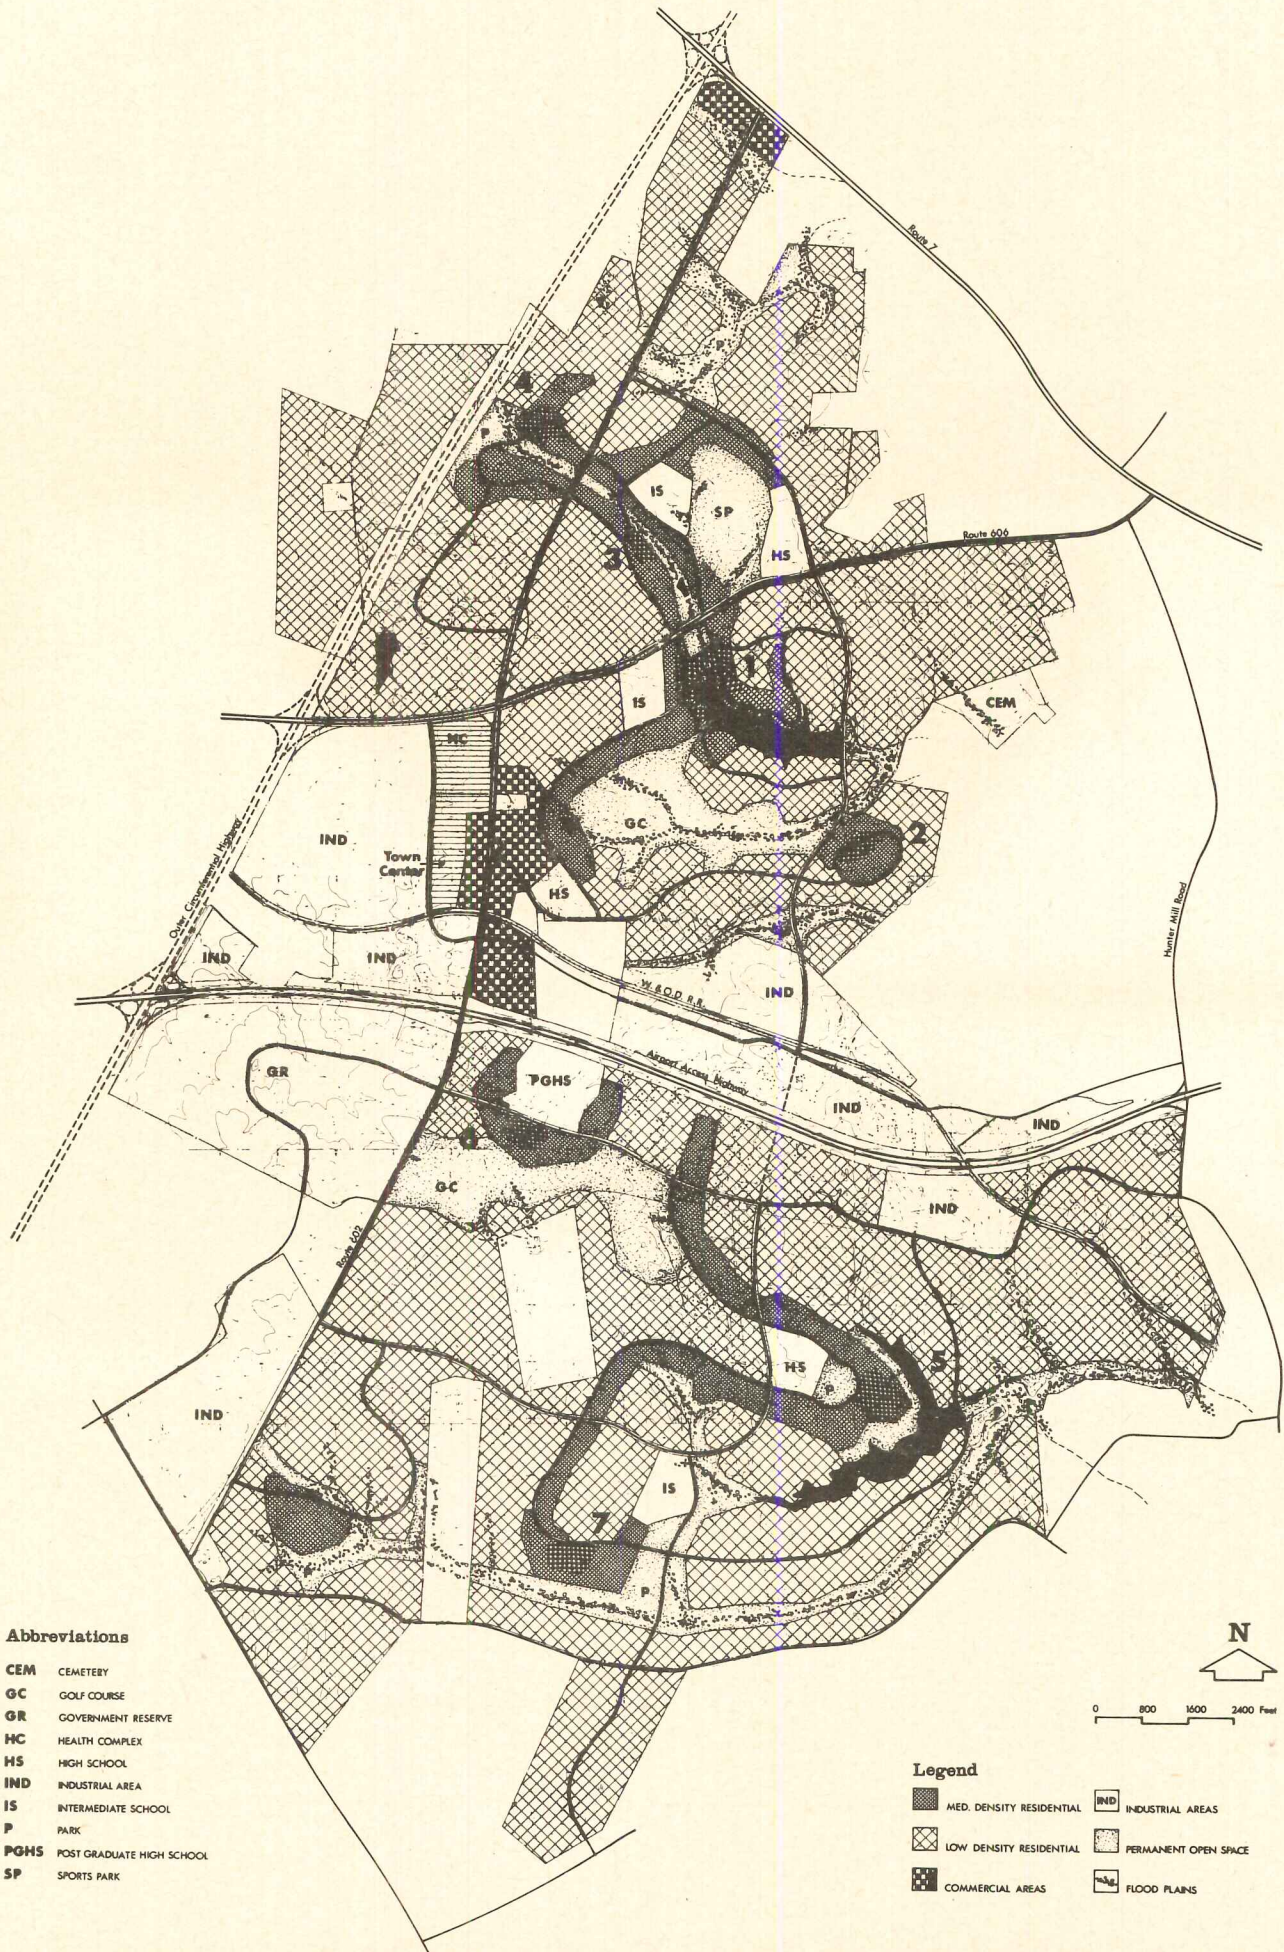 Route 7
4
P
P
IS
SP
3
HS
Route 606
1
IS
CEM
HC
GC
2
IND
Town
Center
HS
Outer Circumferential Highway
Hunter Mill Road
IND
IND
IND
W. & O.D. R.R.
Airport Access Highway
GR
PGHS
IND
IND
6
GC
IND
Route 602
HS
5
P
IND
IS
7
P
P
Abbreviations
CEM CEMETERY
GC GOLF COURSE
GR GOVERNMENT RESERVE
HC HEALTH COMPLEX
HS HIGH SCHOOL
IND INDUSTRIAL AREA
IS INTERMEDIATE SCHOOL
P PARK
PGHS POST GRADUATE HIGH SCHOOL
SP SPORTS PARK
N
0 800 1600 2400 Feet
Legend
MED. DENSITY RESIDENTIAL
IND INDUSTRIAL AREAS
LOW DENSITY RESIDENTIAL
PERMANENT OPEN SPACE
COMMERCIAL AREAS
FLOOD PLAINS